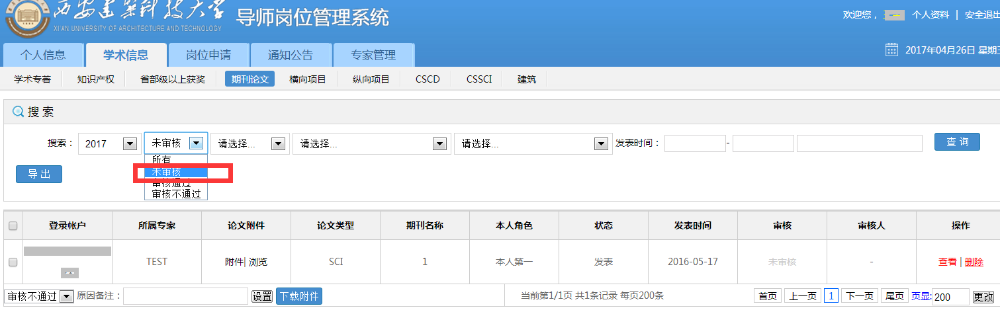 西安建筑科技大学 导师岗位管理系统
XI'AN UNIVERSITY OF ARCHITECTURE AND TECHNOLOGY
欢迎您， 个人资料 | 安全退出
2017年04月26日 星期三
个人信息 学术信息 岗位申请 通知公告 专家管理
学术专著 知识产权 省部级以上获奖 期刊论文 横向项目 纵向项目 CSCD CSSCI 建筑
搜 索
搜索： 2017 未审核 请选择... 请选择... 请选择... 发表时间： - 查 询
所有
未审核
审核通过
审核不通过
导 出
登录帐户 所属专家 论文附件 论文类型 期刊名称 本人角色 状态 发表时间 审核 审核人 操作
TEST 附件| 浏览 SCI 1 本人第一 发表 2016-05-17 未审核 - 查看 | 删除
审核不通过 原因备注： 设置 下载附件 当前第1/1页 共1条记录 每页200条 首页 上一页 1 下一页 尾页 页显: 200 更改